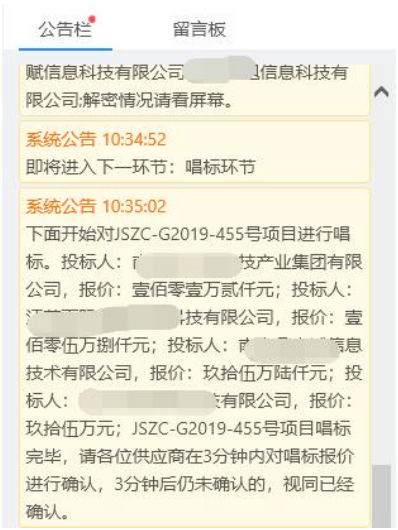 公告栏 留言板
赋信息科技有限公司 信息科技有
限公司;解密情况请看屏幕。
系统公告 10:34:52
即将进入下一环节：唱标环节
系统公告 10:35:02
下面开始对JSZC-G2019-455号项目进行唱
标。投标人： 技产业集团有限
公司，报价：壹佰零壹万贰仟元；投标人：
科技有限公司，报价：壹
佰零伍万捌仟元；投标人： 信息
技术有限公司，报价：玖拾伍万陆仟元；投
标人： 有限公司，报价：
玖拾伍万元；JSZC-G2019-455号项目唱标
完毕，请各位供应商在3分钟内对唱标报价
进行确认，3分钟后仍未确认的，视同已经
确认。